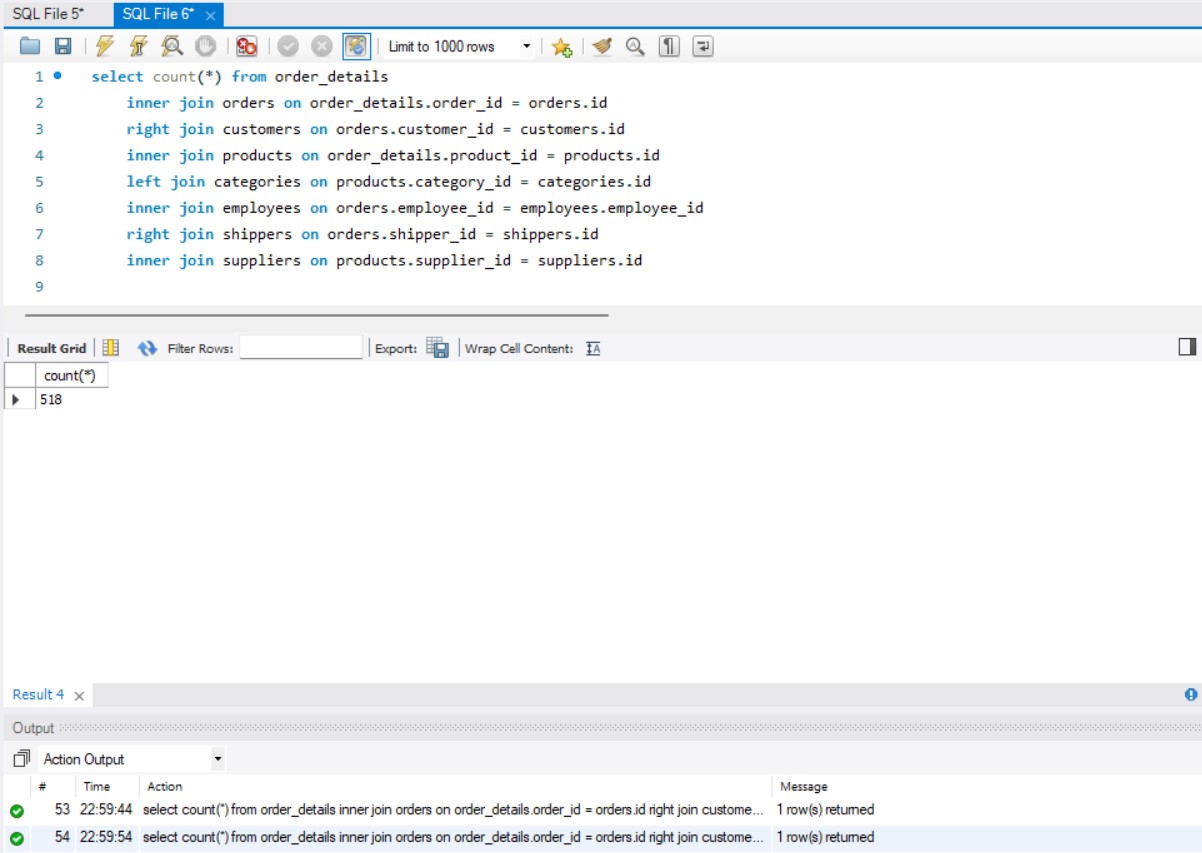 SQL File 5* SQL File 6*
Limit to 1000 rows
1 select count(*) from order_details
2 inner join orders on order_details.order_id = orders.id
3 right join customers on orders.customer_id = customers.id
4 inner join products on order_details.product_id = products.id
5 left join categories on products.category_id = categories.id
6 inner join employees on orders.employee_id = employees.employee_id
7 right join shippers on orders.shipper_id = shippers.id
8 inner join suppliers on products.supplier_id = suppliers.id
9
Result Grid Filter Rows: Export: Wrap Cell Content: IA
count(*)
518
Result 4
Output
Action Output
# Time Action Message
53 22:59:44 select count(*) from order_details inner join orders on order_details.order_id = orders.id right join custome... 1 row(s) returned
54 22:59:54 select count(*) from order_details inner join orders on order_details.order_id = orders.id right join custome... 1 row(s) returned